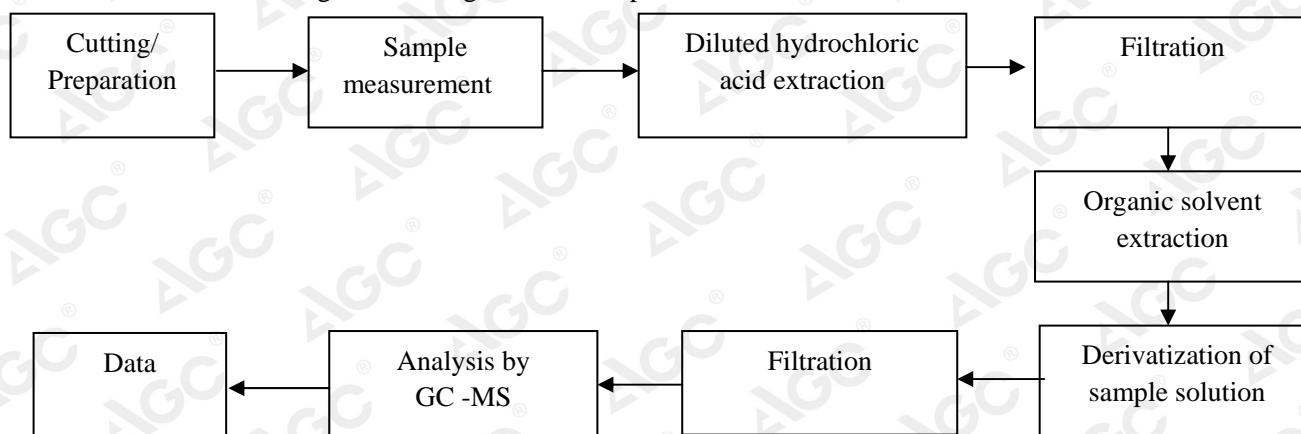 Cutting/
Preparation
Sample
measurement
Diluted hydrochloric
acid extraction
Filtration
Organic solvent
extraction
Derivatization of
sample solution
Filtration
Analysis by
GC -MS
Data
AGC
®